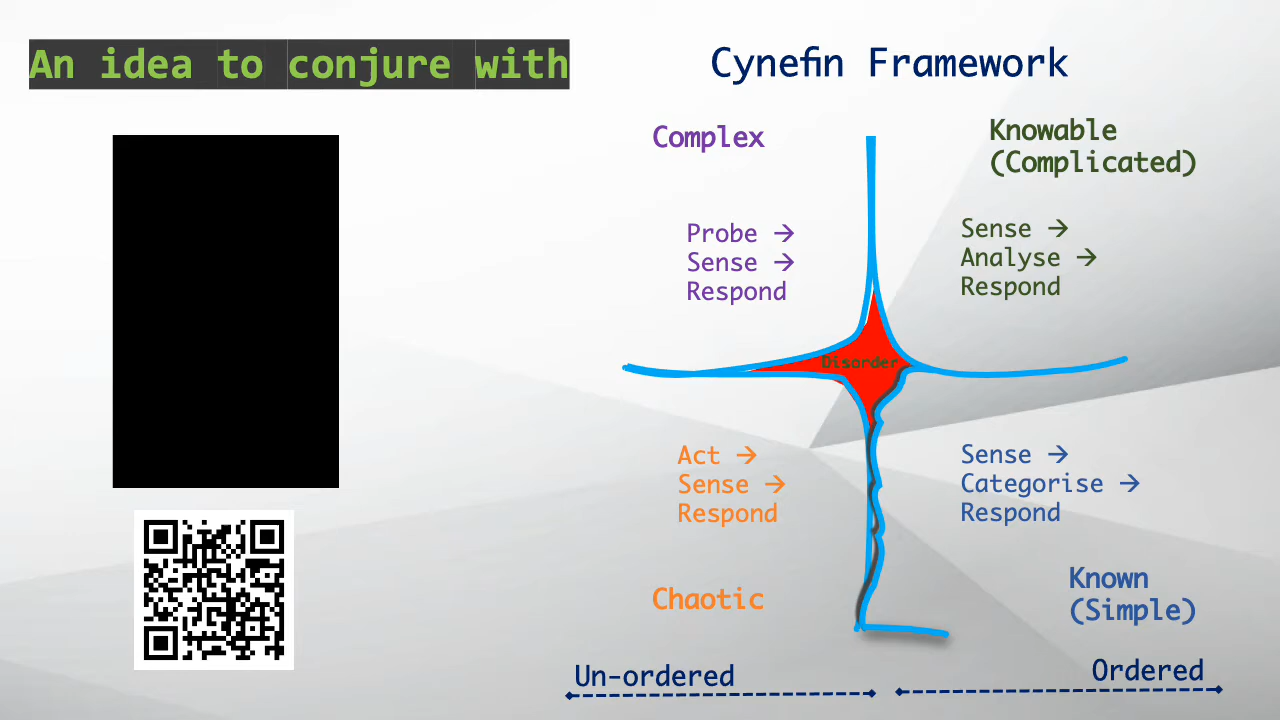 An idea to conjure with
Cynefin Framework
Complex
Knowable
(Complicated)
Probe →
Sense →
Respond
Sense →
Analyse →
Respond
Disorder
Act →
Sense →
Respond
Sense →
Categorise →
Respond
Chaotic
Known
(Simple)
Un-ordered
Ordered